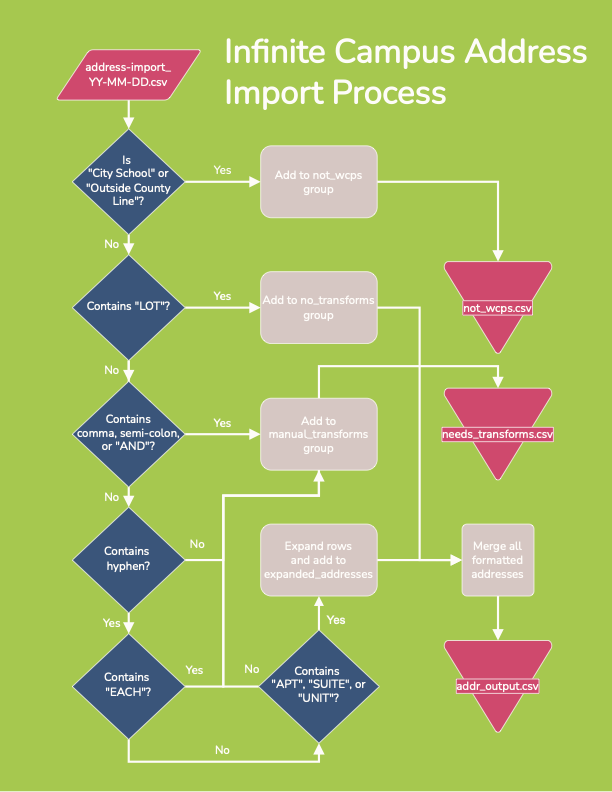 Infinite Campus Address
Import Process
address-import_
YY-MM-DD.csv
Is
"City School" or
"Outside County
Line"?
Yes
Add to not_wcps
group
not_wcps.csv
No
Contains "LOT"?
Yes
Add to no_transforms
group
No
Contains
comma, semi-colon,
or "AND"?
Yes
Add to
manual_transforms
group
needs_transforms.csv
No
Contains
hyphen?
No
Expand rows
and add to
expanded_addresses
Merge all
formatted
addresses
Yes
Yes
Contains
"EACH"?
Yes
No
Contains
"APT", "SUITE", or
"UNIT"?
addr_output.csv
No